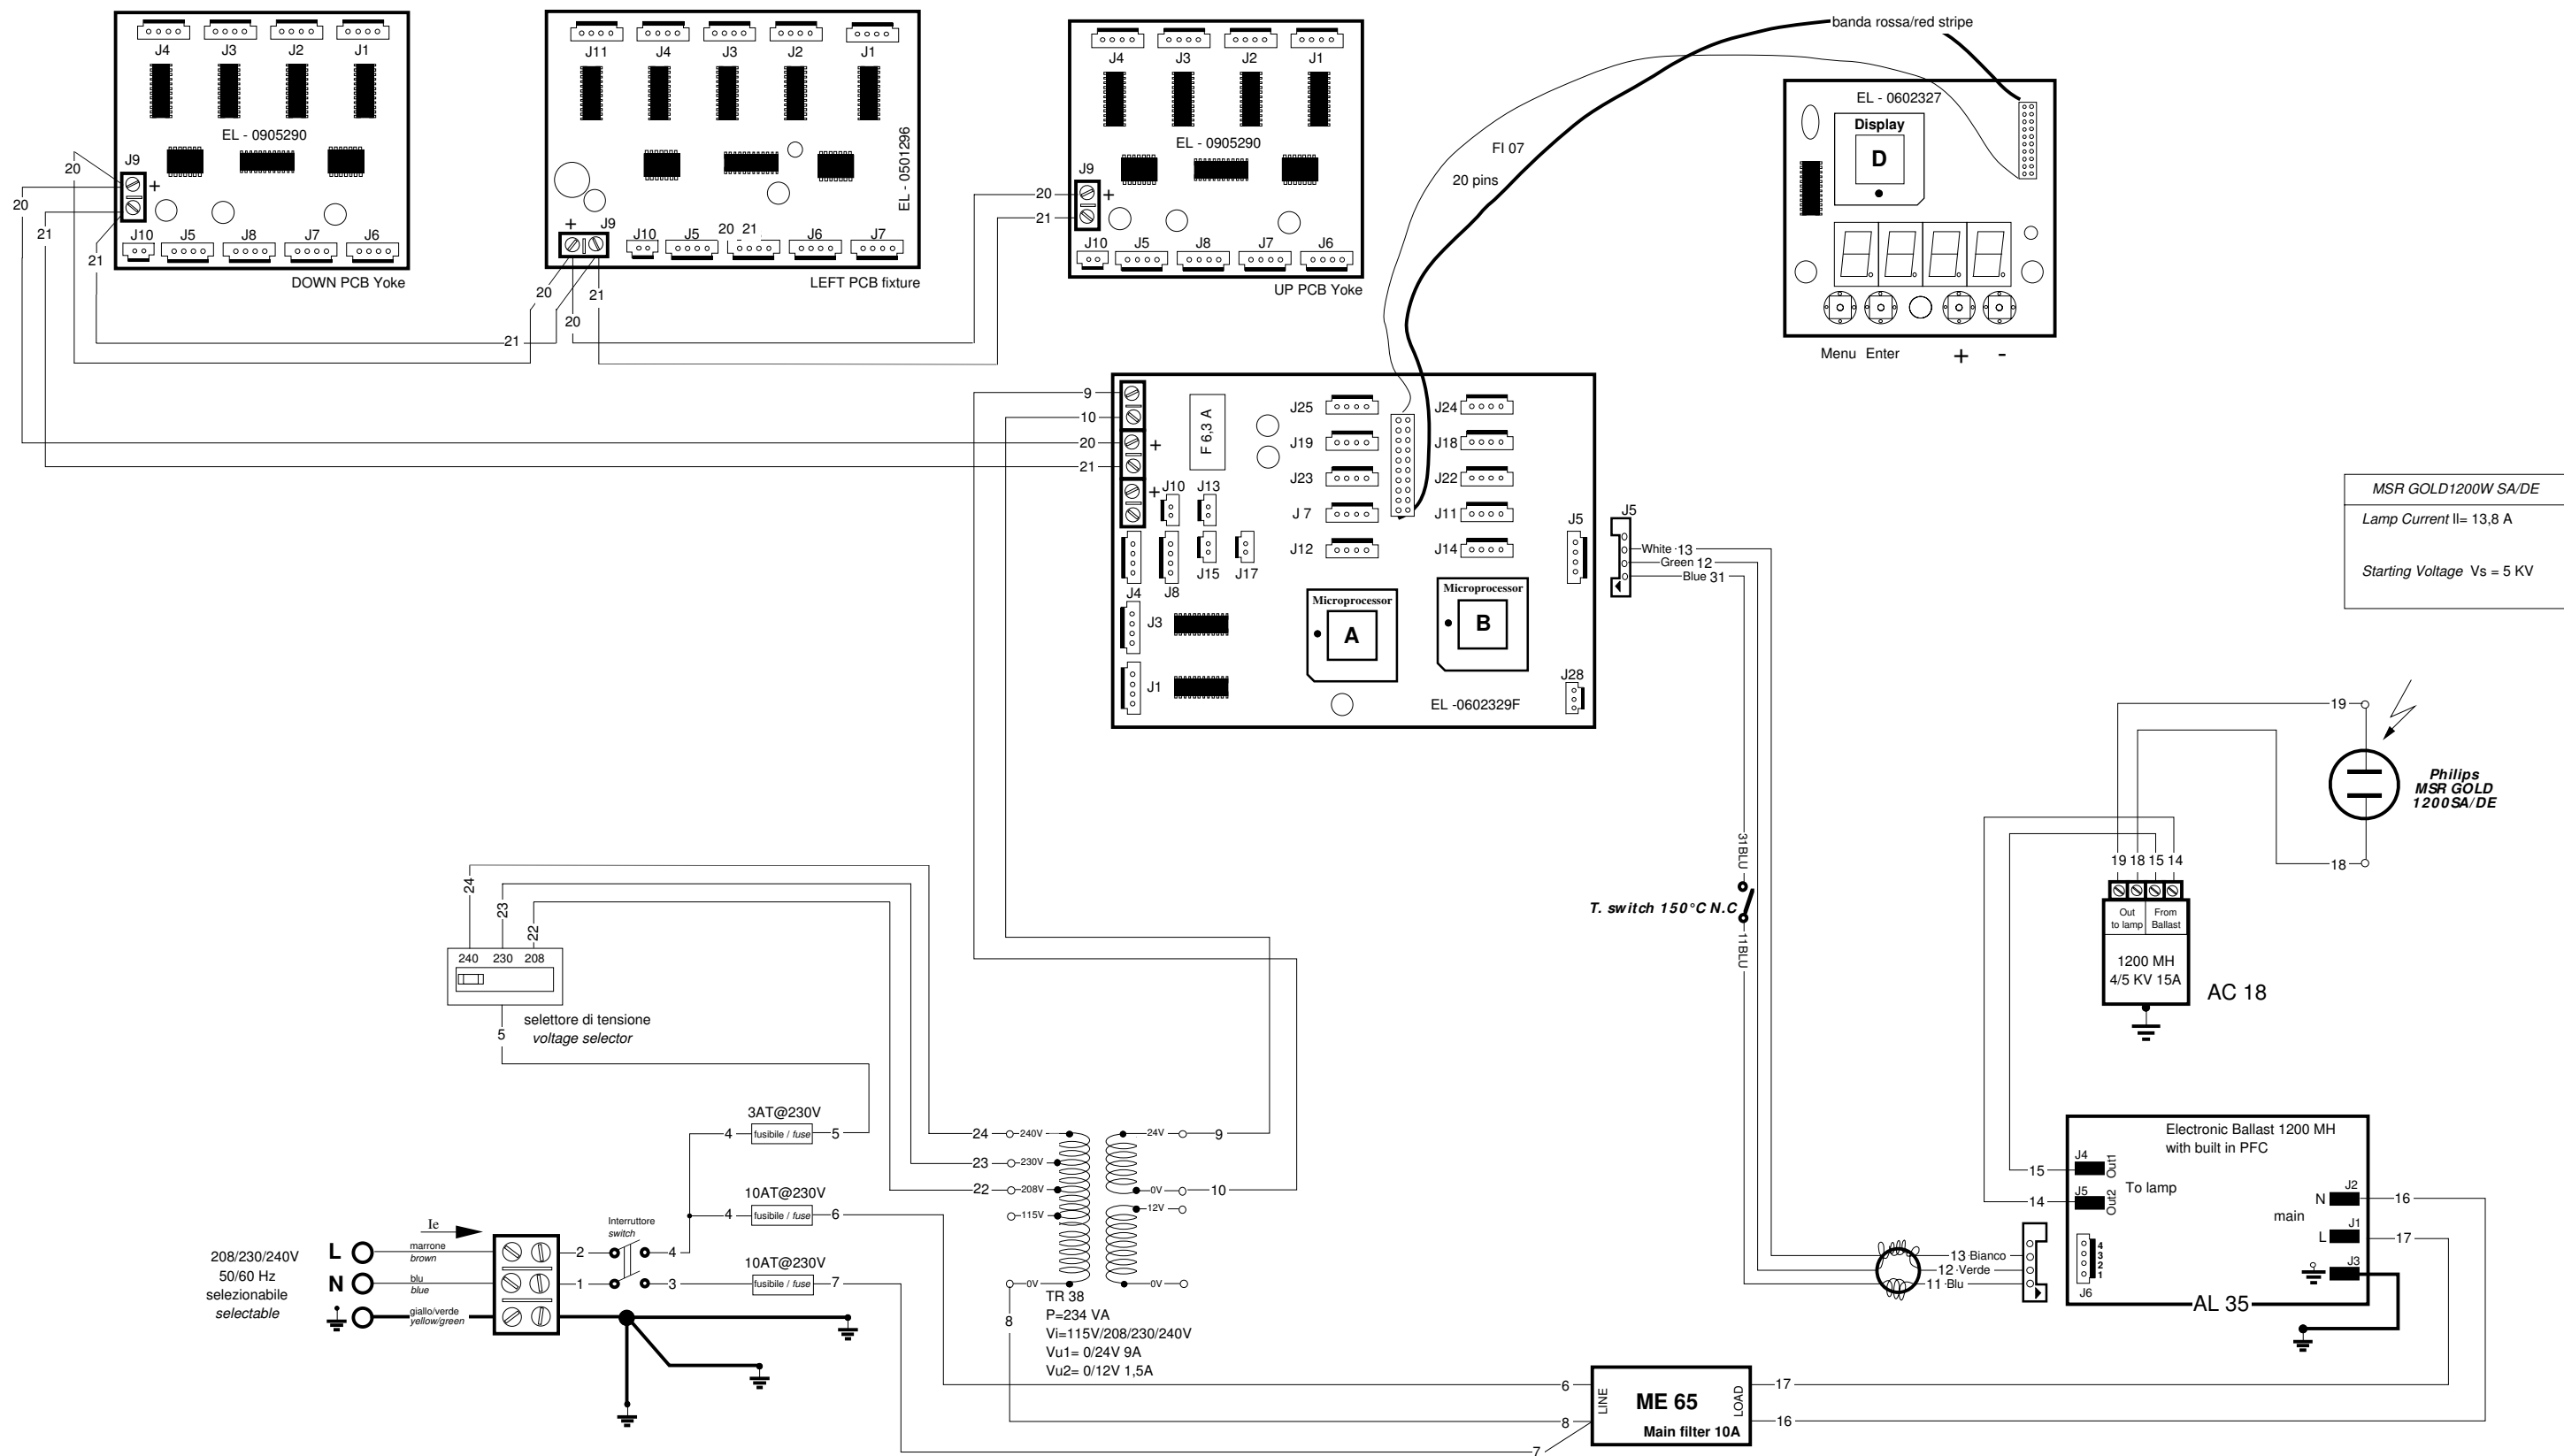 J4 J3 J2 J1
EL - 0905290
20
J9
+
20
21
21
J10 J5 J8 J7 J6
DOWN PCB Yoke
J11 J4 J3 J2 J1
EL - 0501296
+ J9
J10 J5 20 21 J6 J7
LEFT PCB fixture
20
21
20
21
J4 J3 J2 J1
EL - 0905290
J9
20 +
21
J10 J5 J8 J7 J6
UP PCB Yoke
banda rossa/red stripe
FI 07
20 pins
EL - 0602327
Display
D
Menu Enter + -
9
10
20 +
21
+
F 6,3 A
J10 J13
J15 J17
J4 J8
J3
J1
J25 J24
J19 J18
J23 J22
J 7 J11
J12 J14
J5
J28
Microprocessor
A
Microprocessor
B
EL -0602329F
J5
White 13
Green 12
Blue 31
MSR GOLD1200W SA/DE
Lamp Current Il= 13,8 A
Starting Voltage Vs = 5 KV
19
18
Philips
MSR GOLD
1200SA/DE
31BLU
T. switch 150°C N.C
11BLU
19 18 15 14
Out
to lamp
From
Ballast
1200 MH
4/5 KV 15A
AC 18
24
23
22
240 230 208
5
selettore di tensione
voltage selector
3AT@230V
4 fusibile / fuse 5
10AT@230V
4 fusibile / fuse 6
10AT@230V
3 fusibile / fuse 7
208/230/240V
50/60 Hz
selezionabile
selectable
Ie
L marrone
brown
N blu
blue
giallo/verde
yellow/green
Interruttore
switch
2 4
1
24 240V
23 230V
22 208V
115V
0V
8
24V 9
0V 10
12V
0V
TR 38
P=234 VA
Vi=115V/208/230/240V
Vu1= 0/24V 9A
Vu2= 0/12V 1,5A
13 Bianco
12 Verde
11 Blu
Electronic Ballast 1200 MH
with built in PFC
15 J4 Out1
14 J5 Out2
To lamp
4
3
2
1
J6
main
N J2 16
L J1 17
J3
AL 35
6
8
7
LINE
ME 65
Main filter 10A
LOAD
17
16